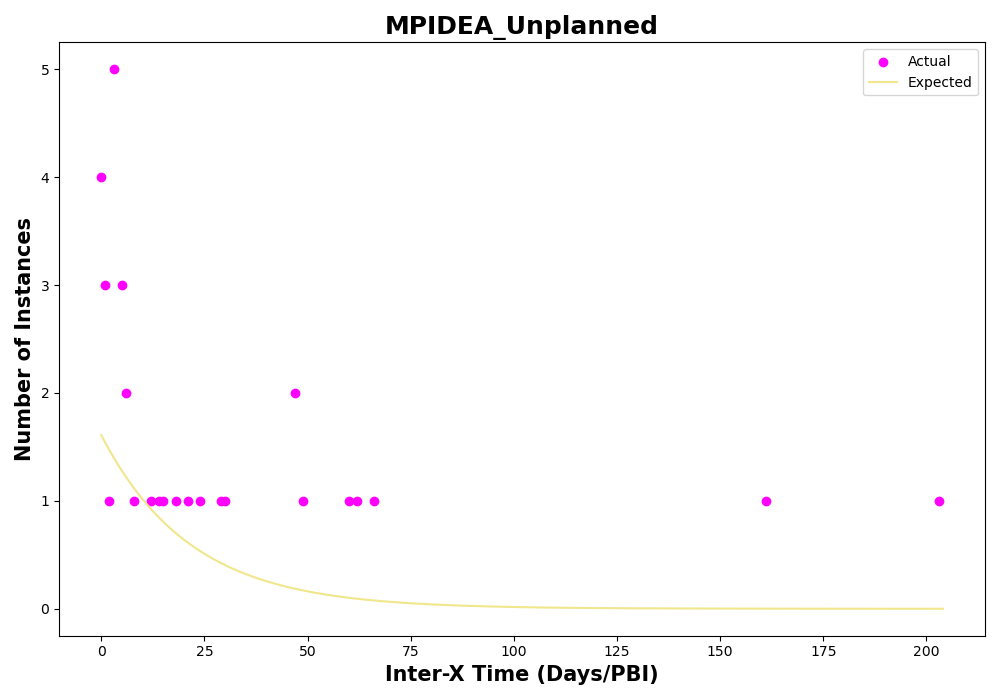 MPIDEA_Unplanned
Actual
Expected
Number of Instances
5
4
3
2
1
0
0 25 50 75 100 125 150 175 200
Inter-X Time (Days/PBI)